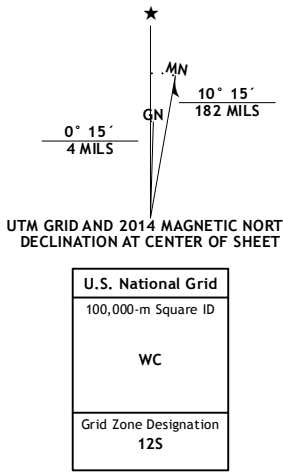 ★
MN
GN
10° 15´
182 MILS
0° 15´
4 MILS
UTM GRID AND 2014 MAGNETIC NORT
DECLINATION AT CENTER OF SHEET
U.S. National Grid
100,000-m Square ID
WC
Grid Zone Designation
12S